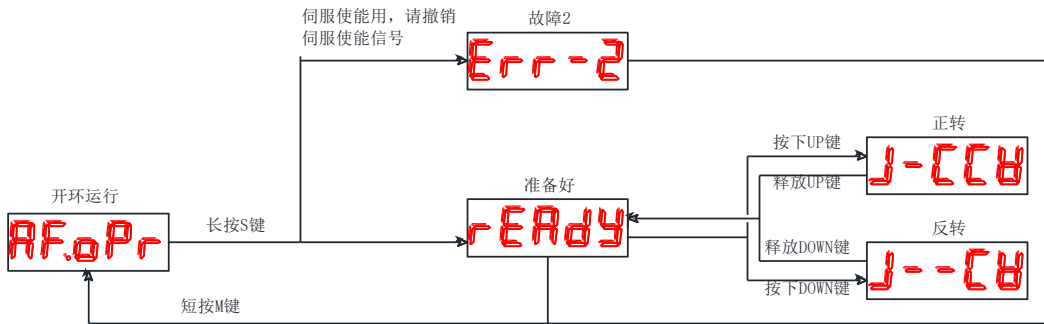 伺服使能用，请撤销
伺服使能信号
故障2
Err-2
正转
按下UP键
J-CCW
释放UP键
准备好
开环运行
长按S键
AF.oPr
rEAdy
反转
释放DOWN键
J--CW
按下DOWN键
短按M键